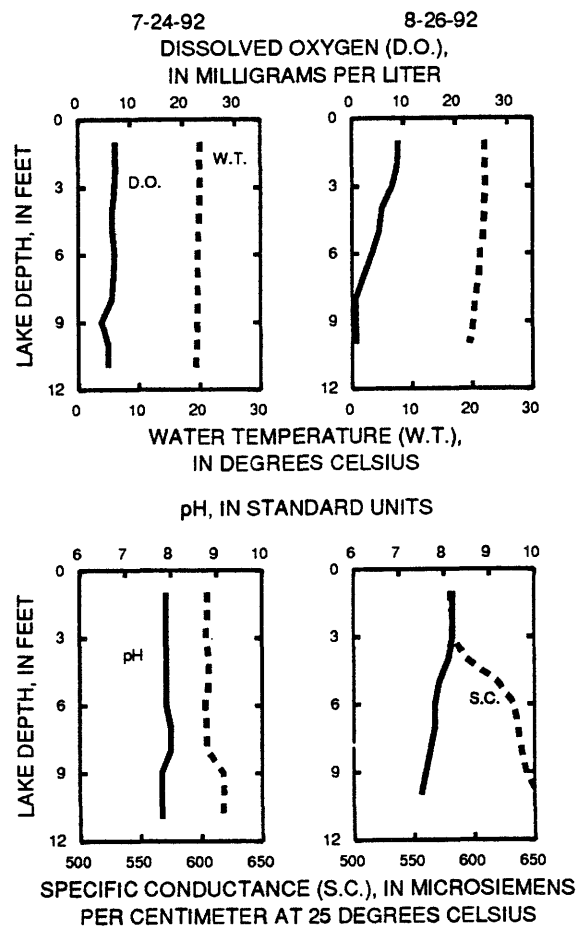 7-24-92 8-26-92
DISSOLVED OXYGEN (D.O.),
IN MILLIGRAMS PER LITER
0 10 20 30 0 10 20 30
0 0
D.O. W.T.
3 3
6 6
9 9
12 12
LAKE DEPTH, IN FEET
0 10 20 30 0 10 20 30
WATER TEMPERATURE (W.T.),
IN DEGREES CELSIUS
pH, IN STANDARD UNITS
6 7 8 9 10 6 7 8 9 10
0 0
3 3
pH
6 6
S.C.
9 9
12 12
LAKE DEPTH, IN FEET
500 600 650 500 600 650
SPECIFIC CONDUCTANCE (S.C.), IN MICROSIEMENS
PER CENTIMETER AT 25 DEGREES CELSIUS